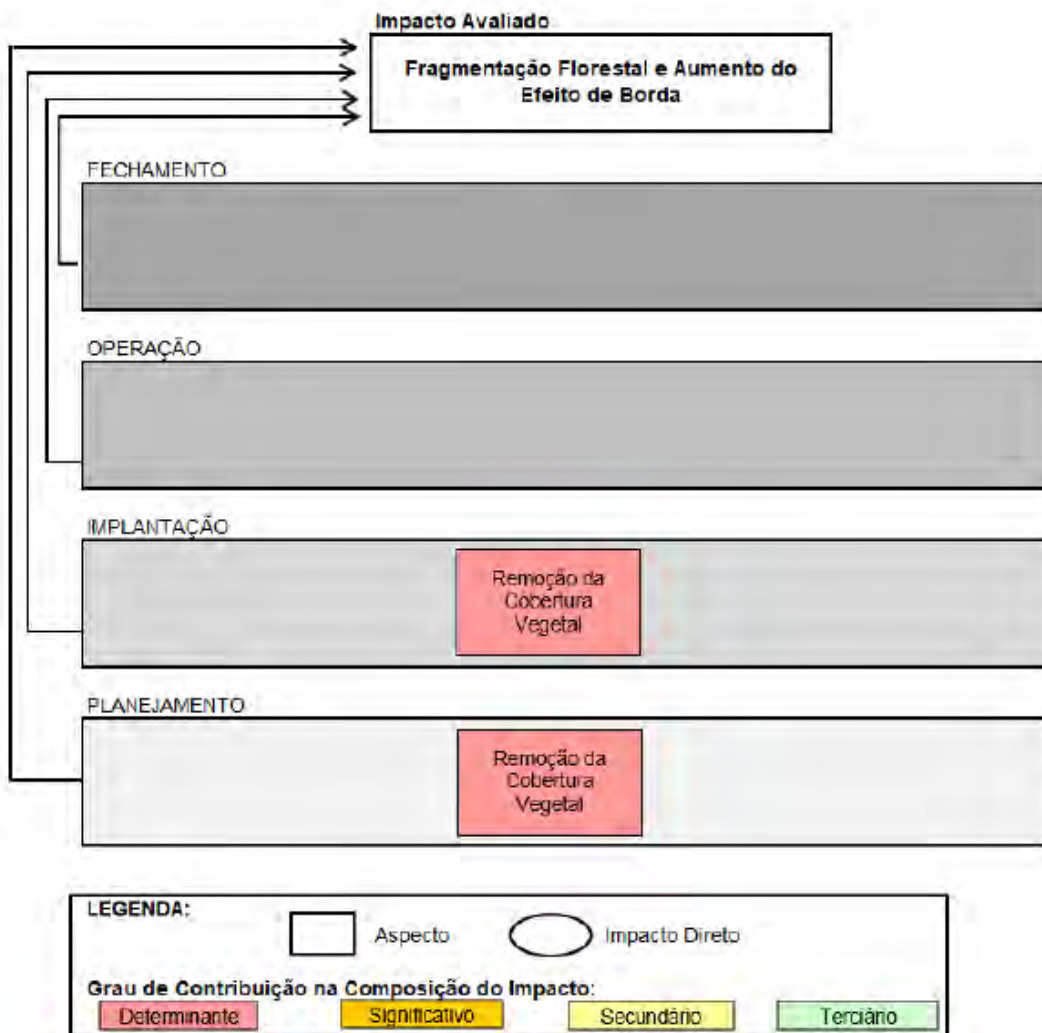 Impacto Avaliado
Fragmentação Florestal e Aumento do
Efeito de Borda
FECHAMENTO
OPERAÇÃO
IMPLANTAÇÃO
Remoção da
Cobertura
Vegetal
PLANEJAMENTO
Remoção da
Cobertura
Vegetal
LEGENDA:
Aspecto
Impacto Direto
Grau de Contribuição na Composição do Impacto:
Determinante
Significativo
Secundário
Terciário